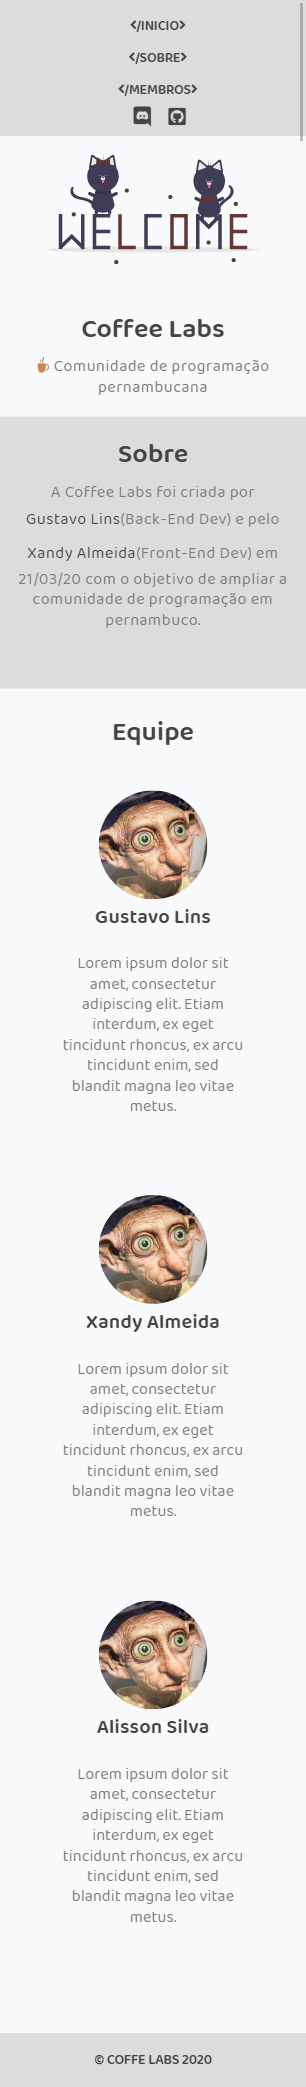 </INICIO>
</SOBRE>
</MEMBROS>
WELCOME
Coffee Labs
Comunidade de programação
pernambucana
Sobre
A Coffee Labs foi criada por
Gustavo Lins(Back-End Dev) e pelo
Xandy Almeida(Front-End Dev) em
21/03/20 com o objetivo de ampliar a
comunidade de programação em
pernambuco.
Equipe
Gustavo Lins
Lorem ipsum dolor sit
amet, consectetur
adipiscing elit. Etiam
interdum, ex eget
tincidunt rhoncus, ex arcu
tincidunt enim, sed
blandit magna leo vitae
metus.
Xandy Almeida
Lorem ipsum dolor sit
amet, consectetur
adipiscing elit. Etiam
interdum, ex eget
tincidunt rhoncus, ex arcu
tincidunt enim, sed
blandit magna leo vitae
metus.
Alisson Silva
Lorem ipsum dolor sit
amet, consectetur
adipiscing elit. Etiam
interdum, ex eget
tincidunt rhoncus, ex arcu
tincidunt enim, sed
blandit magna leo vitae
metus.
© COFFE LABS 2020